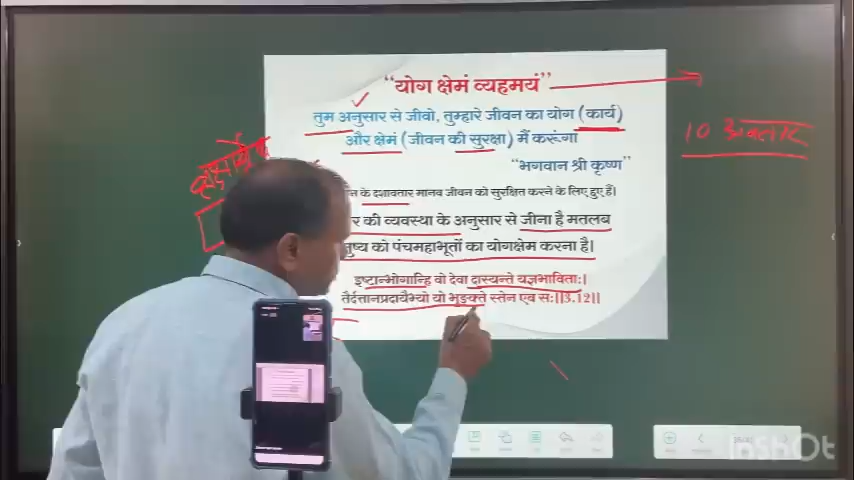 “योग क्षेमं व्यहमयं”
तुम अनुसार से जीवो, तुम्हारे जीवन का योग (कार्य)
और क्षेमं (जीवन की सुरक्षा) मैं करूंगा
“भगवान श्री कृष्ण”
10 अवतार
के दशावतार मानव जीवन को सुरक्षित करने के लिए हुए हैं।
की व्यवस्था के अनुसार से जीना है मतलब
को पंचमहाभूतों का योगक्षेम करना है।
इष्टान्भोगान्हि वो देवा दास्यन्ते यज्ञभाविताः।
तैर्दत्तानप्रदायैभ्यो यो भूङ्क्ते स्तेन एव सः||3.12||
InShOt